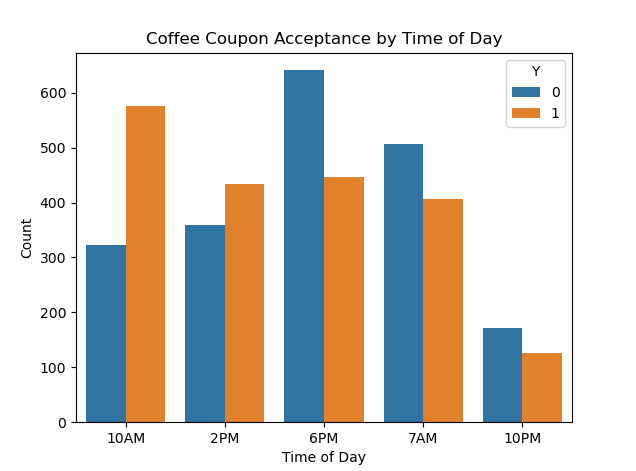 Coffee Coupon Acceptance by Time of Day
Y
0
1
600
500
400
300
200
100
0
Count
10AM 2PM 6PM 7AM 10PM
Time of Day